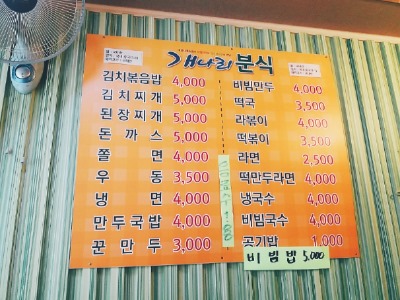 개나리분식
김치볶음밥 4,000
김치찌개 5,000
된장찌개 5,000
돈까스 5,000
쫄면 4,000
우동 3,500
냉면 4,000
만두국밥 4,000
꾼만두 3,000
비빔만두 4,000
떡국 3,500
라볶이 4,000
떡볶이 3,500
라면 2,500
떡만두라면 4,000
냉국수 4,000
비빔국수 4,000
공기밥 1,000
비빔밥 5,000